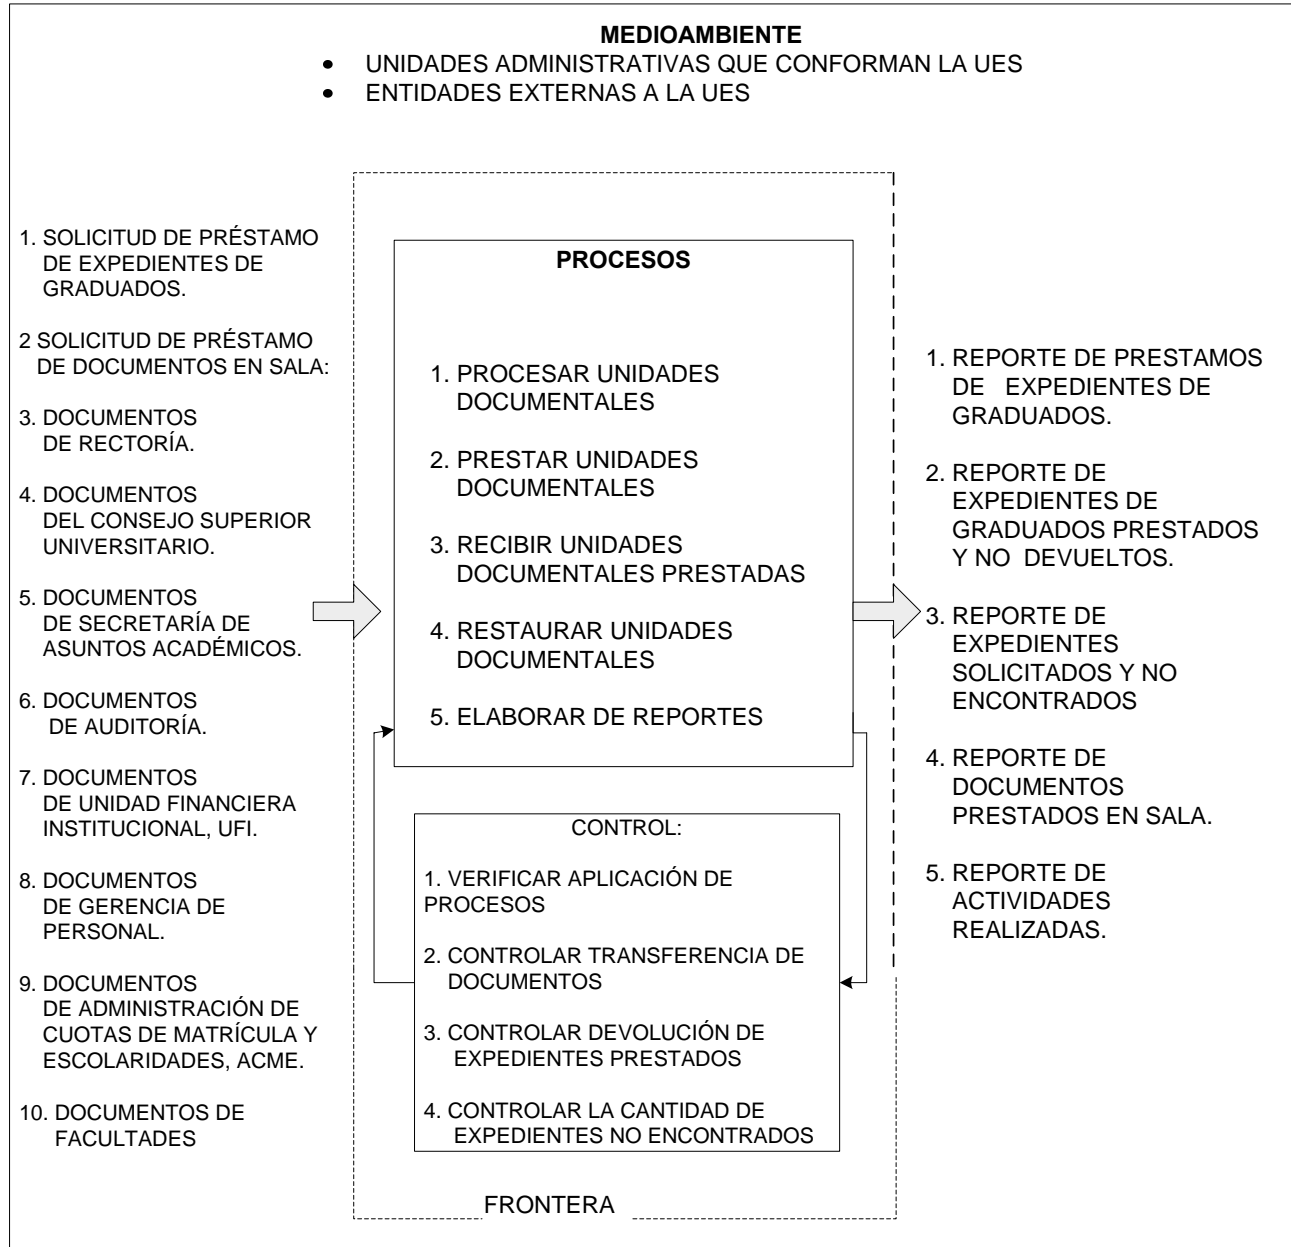 MEDIOAMBIENTE
• UNIDADES ADMINISTRATIVAS QUE CONFORMAN LA UES
• ENTIDADES EXTERNAS A LA UES
1. SOLICITUD DE PRÉSTAMO
DE EXPEDIENTES DE
GRADUADOS.
2 SOLICITUD DE PRÉSTAMO
DE DOCUMENTOS EN SALA:
3. DOCUMENTOS
DE RECTORÍA.
4. DOCUMENTOS
DEL CONSEJO SUPERIOR
UNIVERSITARIO.
5. DOCUMENTOS
DE SECRETARÍA DE
ASUNTOS ACADÉMICOS.
6. DOCUMENTOS
DE AUDITORÍA.
7. DOCUMENTOS
DE UNIDAD FINANCIERA
INSTITUCIONAL, UFI.
8. DOCUMENTOS
DE GERENCIA DE
PERSONAL.
9. DOCUMENTOS
DE ADMINISTRACIÓN DE
CUOTAS DE MATRÍCULA Y
ESCOLARIDADES, ACME.
10. DOCUMENTOS DE
FACULTADES
PROCESOS
1. PROCESAR UNIDADES
DOCUMENTALES
2. PRESTAR UNIDADES
DOCUMENTALES
3. RECIBIR UNIDADES
DOCUMENTALES PRESTADAS
4. RESTAURAR UNIDADES
DOCUMENTALES
5. ELABORAR DE REPORTES
CONTROL:
1. VERIFICAR APLICACIÓN DE
PROCESOS
2. CONTROLAR TRANSFERENCIA DE
DOCUMENTOS
3. CONTROLAR DEVOLUCIÓN DE
EXPEDIENTES PRESTADOS
4. CONTROLAR LA CANTIDAD DE
EXPEDIENTES NO ENCONTRADOS
FRONTERA
1. REPORTE DE PRESTAMOS
DE EXPEDIENTES DE
GRADUADOS.
2. REPORTE DE
EXPEDIENTES DE
GRADUADOS PRESTADOS
Y NO DEVUELTOS.
3. REPORTE DE
EXPEDIENTES
SOLICITADOS Y NO
ENCONTRADOS
4. REPORTE DE
DOCUMENTOS
PRESTADOS EN SALA.
5. REPORTE DE
ACTIVIDADES
REALIZADAS.